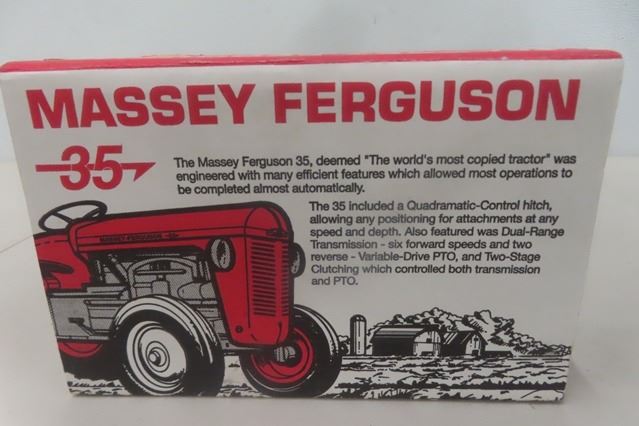 MASSEY FERGUSON
35
The Massey Ferguson 35, deemed "The world's most copied tractor" was
engineered with many efficient features which allowed most operations to
be completed almost automatically.
The 35 included a Quadramatic-Control hitch,
allowing any positioning for attachments at any
speed and depth. Also featured was Dual-Range
Transmission - six forward speeds and two
reverse - Variable-Drive PTO, and Two-Stage
Clutching which controlled both transmission
and PTO.
MASSEY-FERGUSON 35